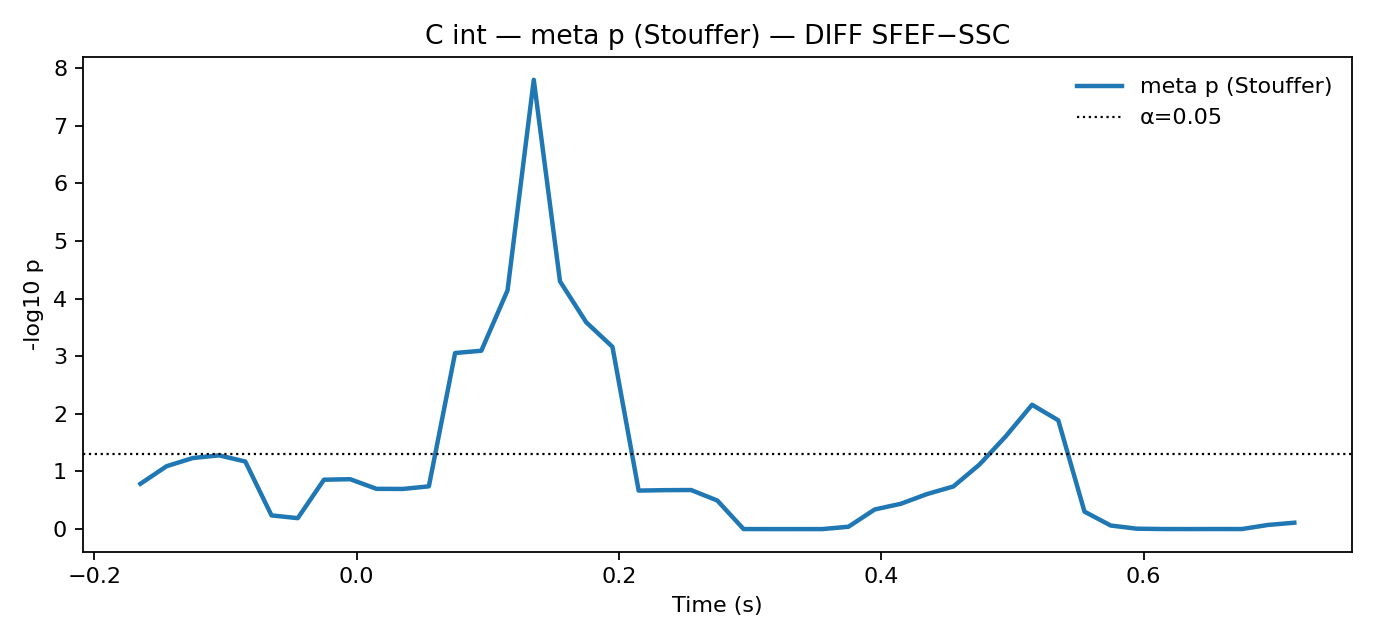 C int — meta p (Stouffer) — DIFF SFEF−SSC
meta p (Stouffer)
α=0.05
-log10 p
8
7
6
5
4
3
2
1
0
−0.2
0.0
0.2
0.4
0.6
Time (s)